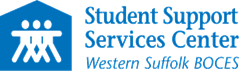 Student Support
Services Center
Western Suffolk BOCES